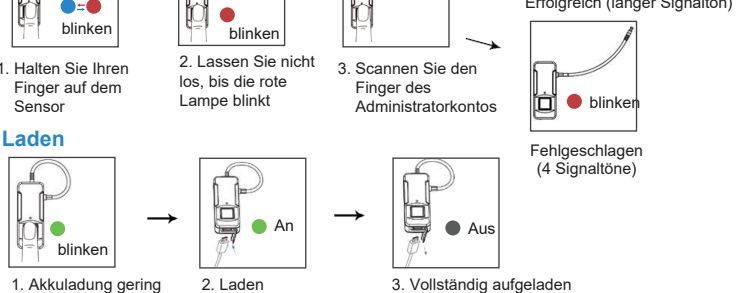 Erfolgreich (langer Signalton)
blinken
blinken
1. Halten Sie Ihren
Finger auf dem
Sensor
2. Lassen Sie nicht
los, bis die rote
Lampe blinkt
3. Scannen Sie den
Finger des
Administratorkontos
blinken
Fehlgeschlagen
(4 Signaltöne)
Laden
blinken
An
Aus
1. Akkuladung gering
2. Laden
3. Vollständig aufgeladen